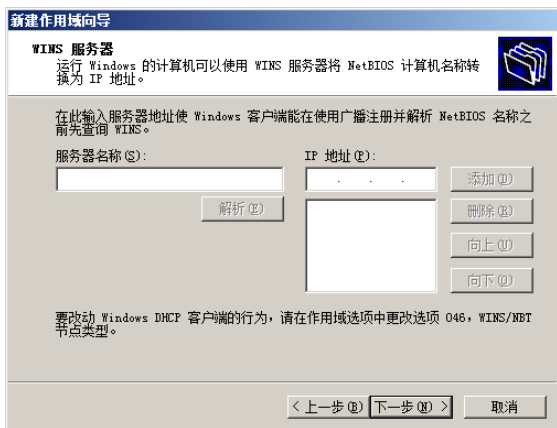 新建作用域向导
WINS 服务器
运行 Windows 的计算机可以使用 WINS 服务器将 NetBIOS 计算机名称转
换为 IP 地址。
在此输入服务器地址使 Windows 客户端能在使用广播注册并解析 NetBIOS 名称之
前先查询 WINS。
服务器名称(S):
IP 地址(P):
添加(D)
解析(E)
删除(R)
向上(U)
向下(O)
要改动 Windows DHCP 客户端的行为，请在作用域选项中更改选项 046，WINS/NBT
节点类型。
< 上一步(B) 下一步(N) > 取消